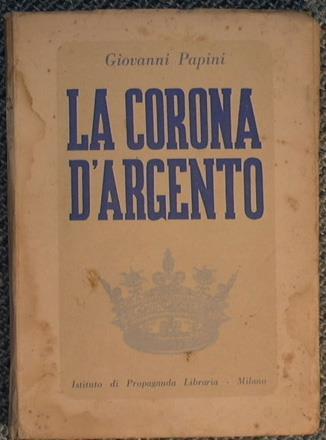 Giovanni Papini
LA CORONA
D'ARGENTO
Istituto di Propaganda Libraria - Milano